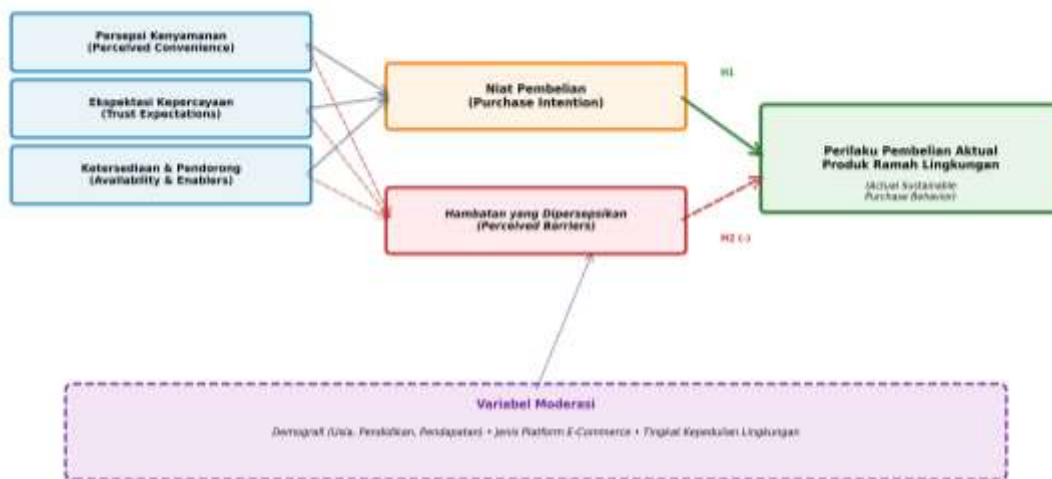 Persepsi Kenyamanan
(Perceived Convenience)
Ekspektasi Kepercayaan
(Trust Expectations)
Ketersediaan & Pendorong
(Availability & Enablers)
Niat Pembelian
(Purchase Intention)
Hambatan yang Dipersepsikan
(Perceived Barriers)
H1
H2 (-)
Perilaku Pembelian Aktual
Produk Ramah Lingkungan
(Actual Sustainable
Purchase Behavior)
Variabel Moderasi
Demografi (Usia, Pendidikan, Pendapatan) • Jenis Platform E-Commerce • Tingkat Kepedulian Lingkungan